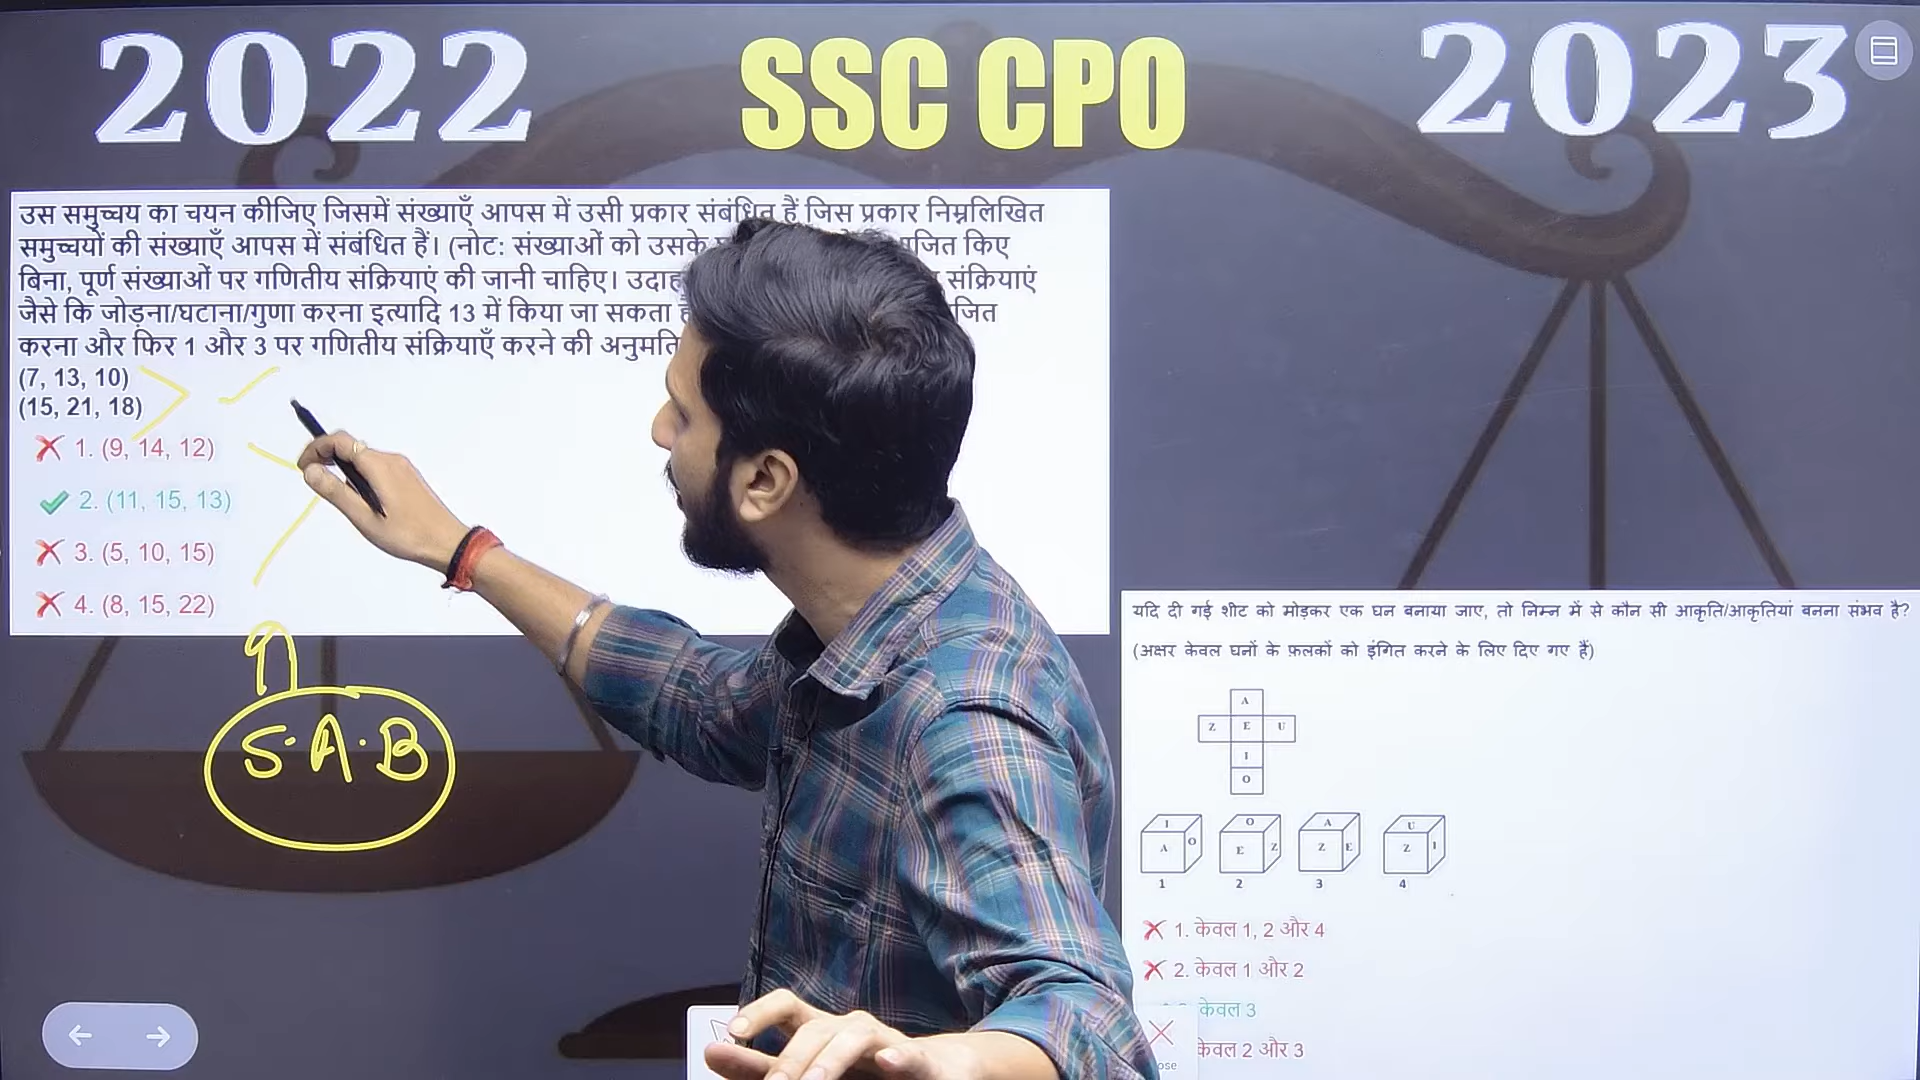 2022
SSC CPO
2023
उस समुच्चय का चयन कीजिए जिसमें संख्याएँ आपस में उसी प्रकार संबंधित हैं जिस प्रकार निम्नलिखित
समुच्चयों की संख्याएँ आपस में संबंधित हैं। (नोट: संख्याओं को उसके किए
बिना, पूर्ण संख्याओं पर गणितीय संक्रियाएं की जानी चाहिए। संक्रियाएं
जैसे कि जोड़ना/घटाना/गुणा करना इत्यादि 13 में किया जा सकता
करना और फिर 1 और 3 पर गणितीय संक्रियाएँ करने की
(7, 13, 10)
(15, 21, 18)
1. (9, 14, 12)
2. (11, 15, 13)
3. (5, 10, 15)
4. (8, 15, 22)
S.A.B
यदि दी गई शीट को मोड़कर एक घन बनाया जाए, तो निम्न में से कौन सी आकृति/आकृतियां बनना संभव है?
(अक्षर केवल घनों के फ़लकों को इंगित करने के लिए दिए गए हैं)
A
Z E U
I
O
I O A U
A O E Z Z E Z I
1 2 3 4
1. केवल 1, 2 और 4
2. केवल 1 और 2
केवल 3
केवल 2 और 3